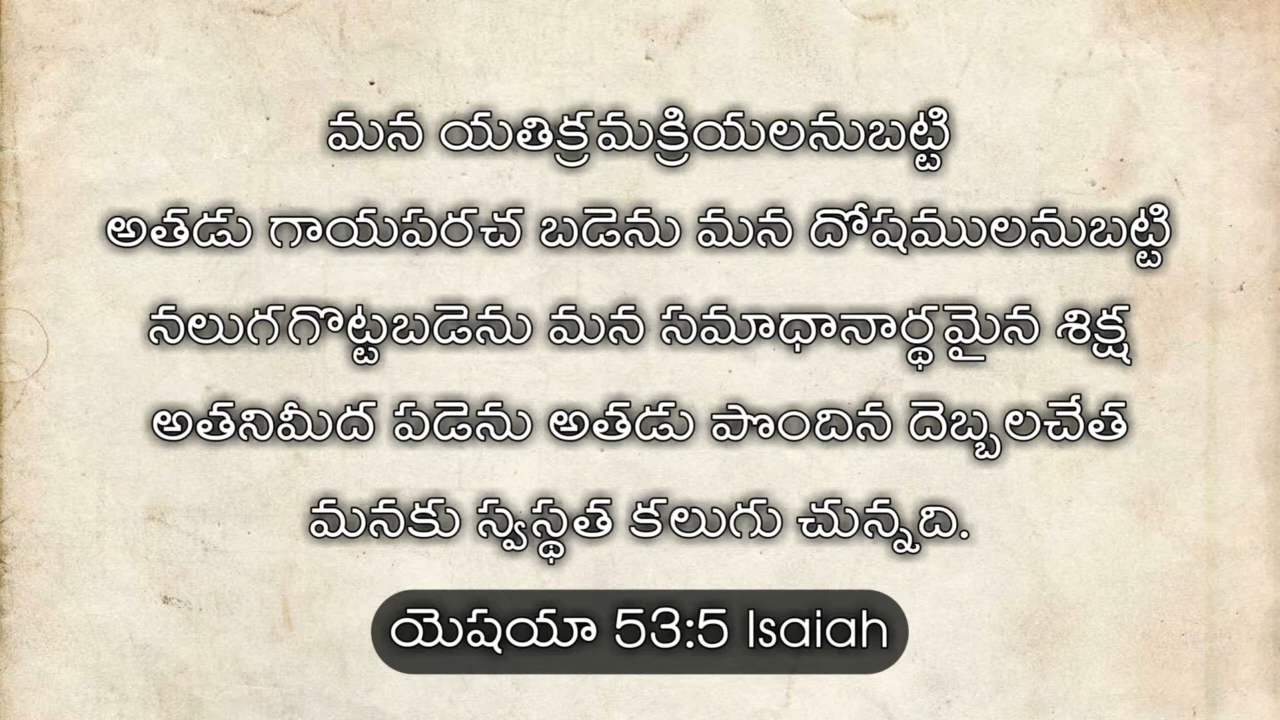 మన యతిక్రమక్రియలనుబట్టి
అతడు గాయపరచ బడెను మన దోషములనుబట్టి
నలుగగొట్టబడెను మన సమాధానార్థమైన శిక్ష
అతనిమీద పడెను అతడు పొందిన దెబ్బలచేత
మనకు స్వస్థత కలుగు చున్నది.
యెషయా 53:5 Isaiah